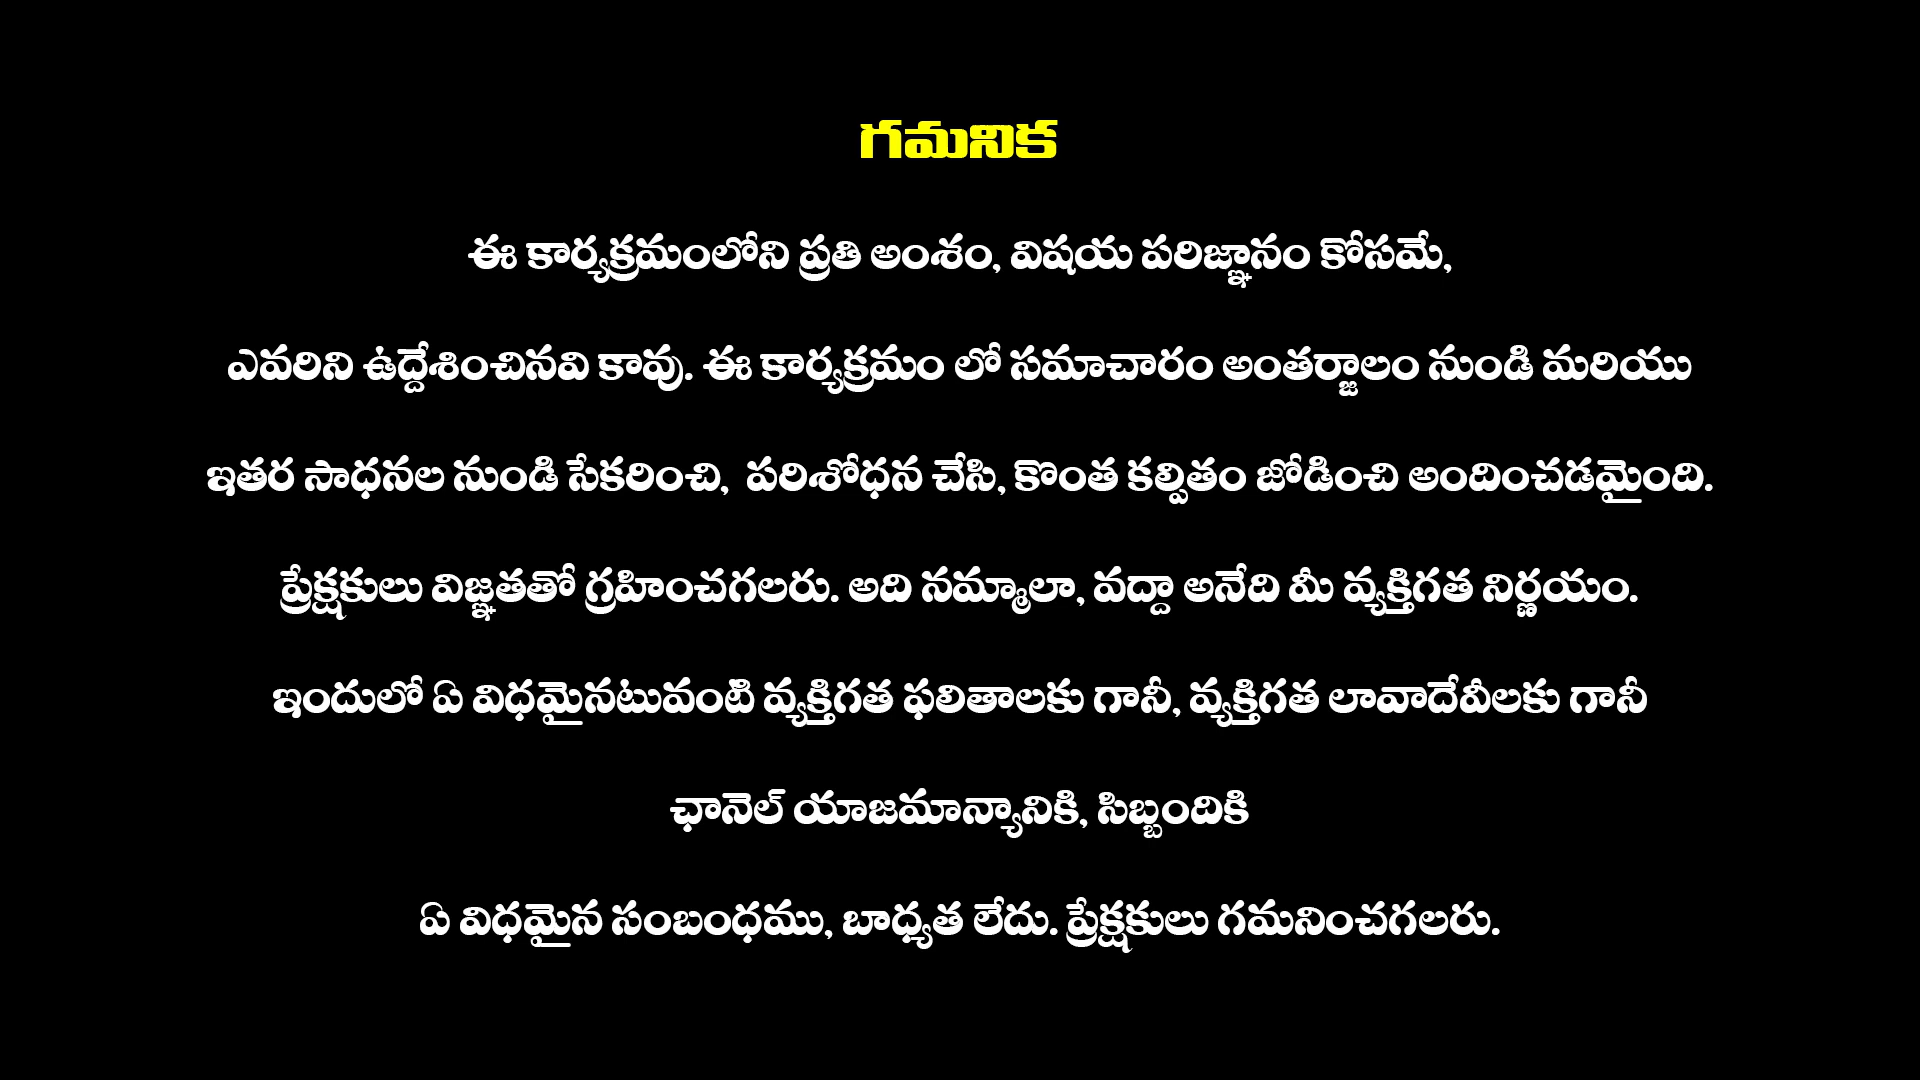 గమనిక
ఈ కార్యక్రమంలోని ప్రతి అంశం, విషయ పరిజ్ఞానం కోసమే,
ఎవరిని ఉద్దేశించినవి కావు. ఈ కార్యక్రమం లో సమాచారం అంతర్జాలం నుండి మరియు
ఇతర సాధనల నుండి సేకరించి, పరిశోధన చేసి, కొంత కల్పితం జోడించి అందించడమైంది.
ప్రేక్షకులు విజ్ఞతతో గ్రహించగలరు. అది నమ్మాలా, వద్దా అనేది మీ వ్యక్తిగత నిర్ణయం.
ఇందులో ఏ విధమైనటువంటి వ్యక్తిగత ఫలితాలకు గానీ, వ్యక్తిగత లావాదేవీలకు గానీ
ఛానెల్ యాజమాన్యానికి, సిబ్బందికి
ఏ విధమైన సంబంధము, బాధ్యత లేదు. ప్రేక్షకులు గమనించగలరు.